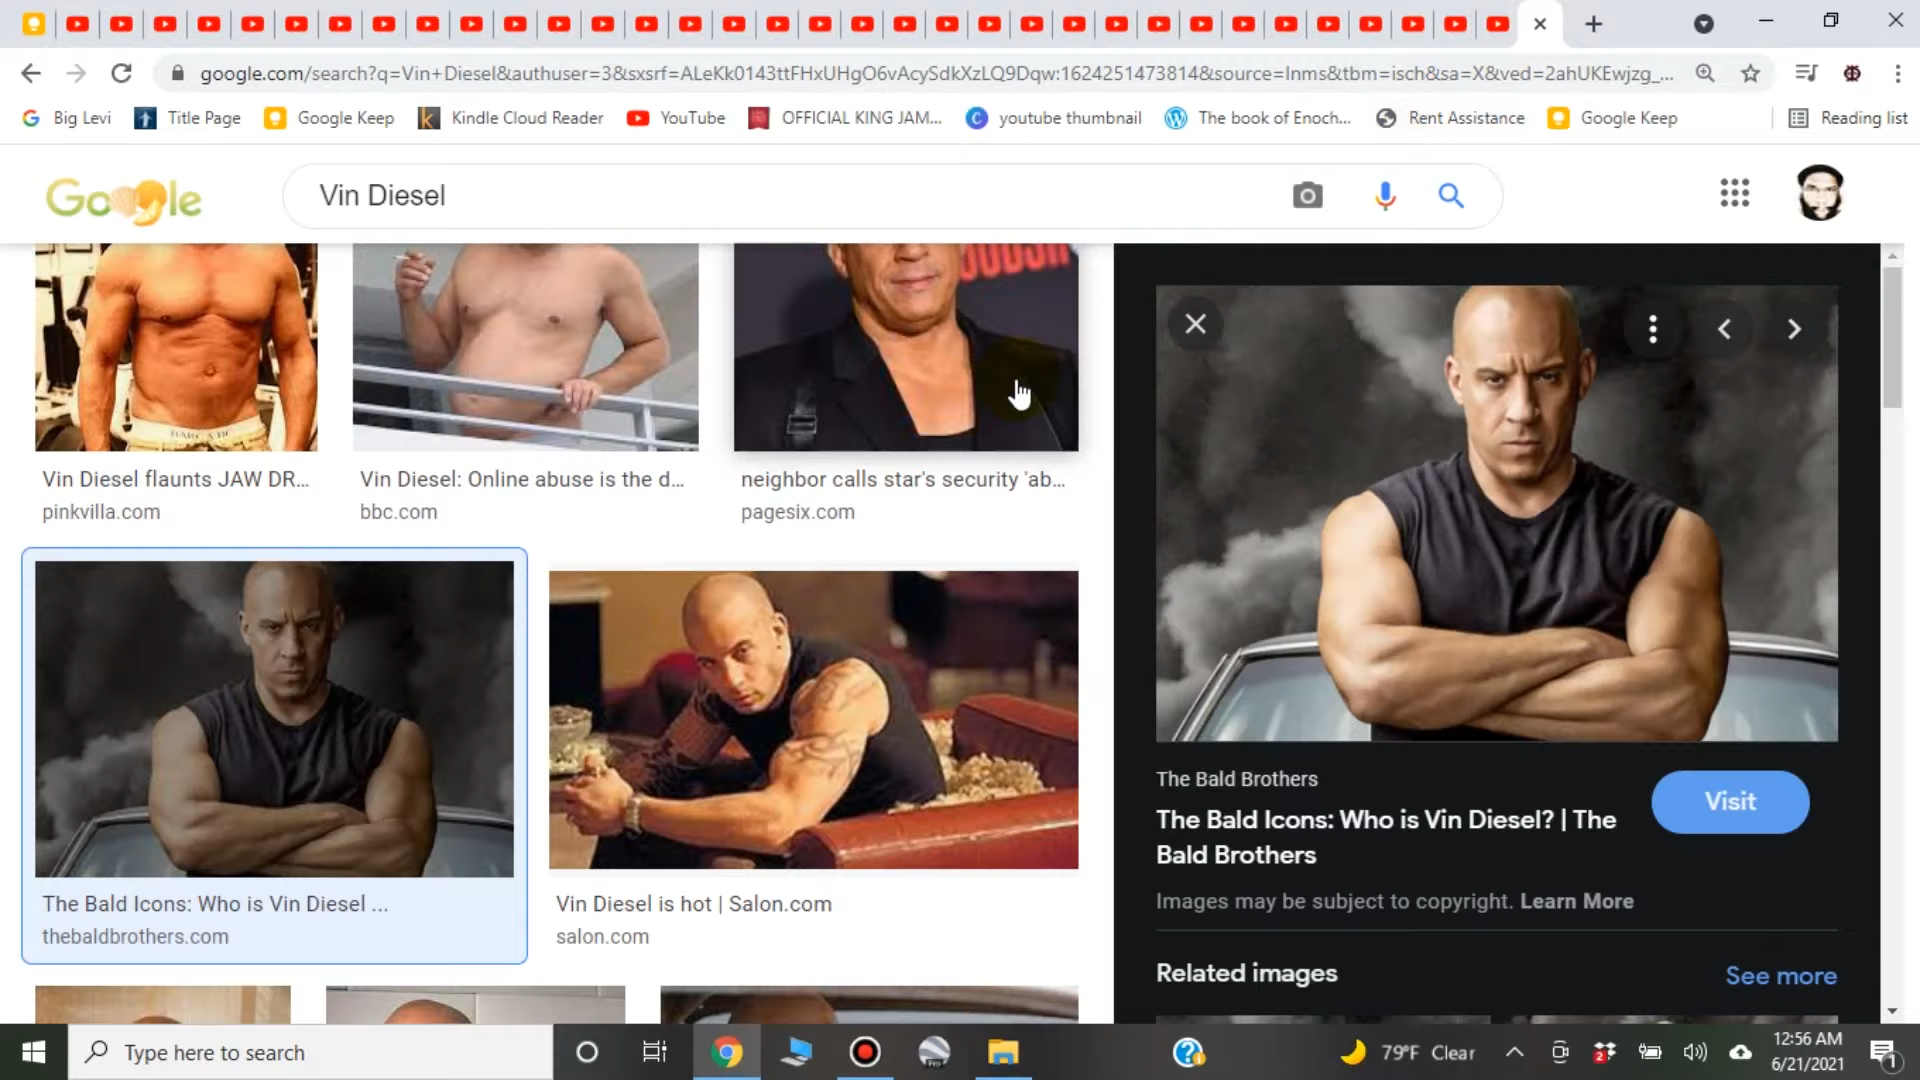 google.com/search?q=Vin+Diesel&authuser=3&sxsrf=ALeKk0143ttFHxUHgO6vAcySdkXzLQ9Dqw:1624251473814&source=lnms&tbm=isch&sa=X&ved=2ahUKEwjzg_...
Big Levi
Title Page
Google Keep
Kindle Cloud Reader
YouTube
OFFICIAL KING JAM...
youtube thumbnail
The book of Enoch...
Rent Assistance
Google Keep
Reading list
Google
Vin Diesel
Vin Diesel flaunts JAW DR...
pinkvilla.com
Vin Diesel: Online abuse is the d...
bbc.com
neighbor calls star's security 'ab...
pagesix.com
The Bald Icons: Who is Vin Diesel ...
thebaldbrothers.com
Vin Diesel is hot | Salon.com
salon.com
The Bald Brothers
The Bald Icons: Who is Vin Diesel? | The
Bald Brothers
Visit
Images may be subject to copyright. Learn More
Related images
See more
Type here to search
79°F Clear
12:56 AM
6/21/2021